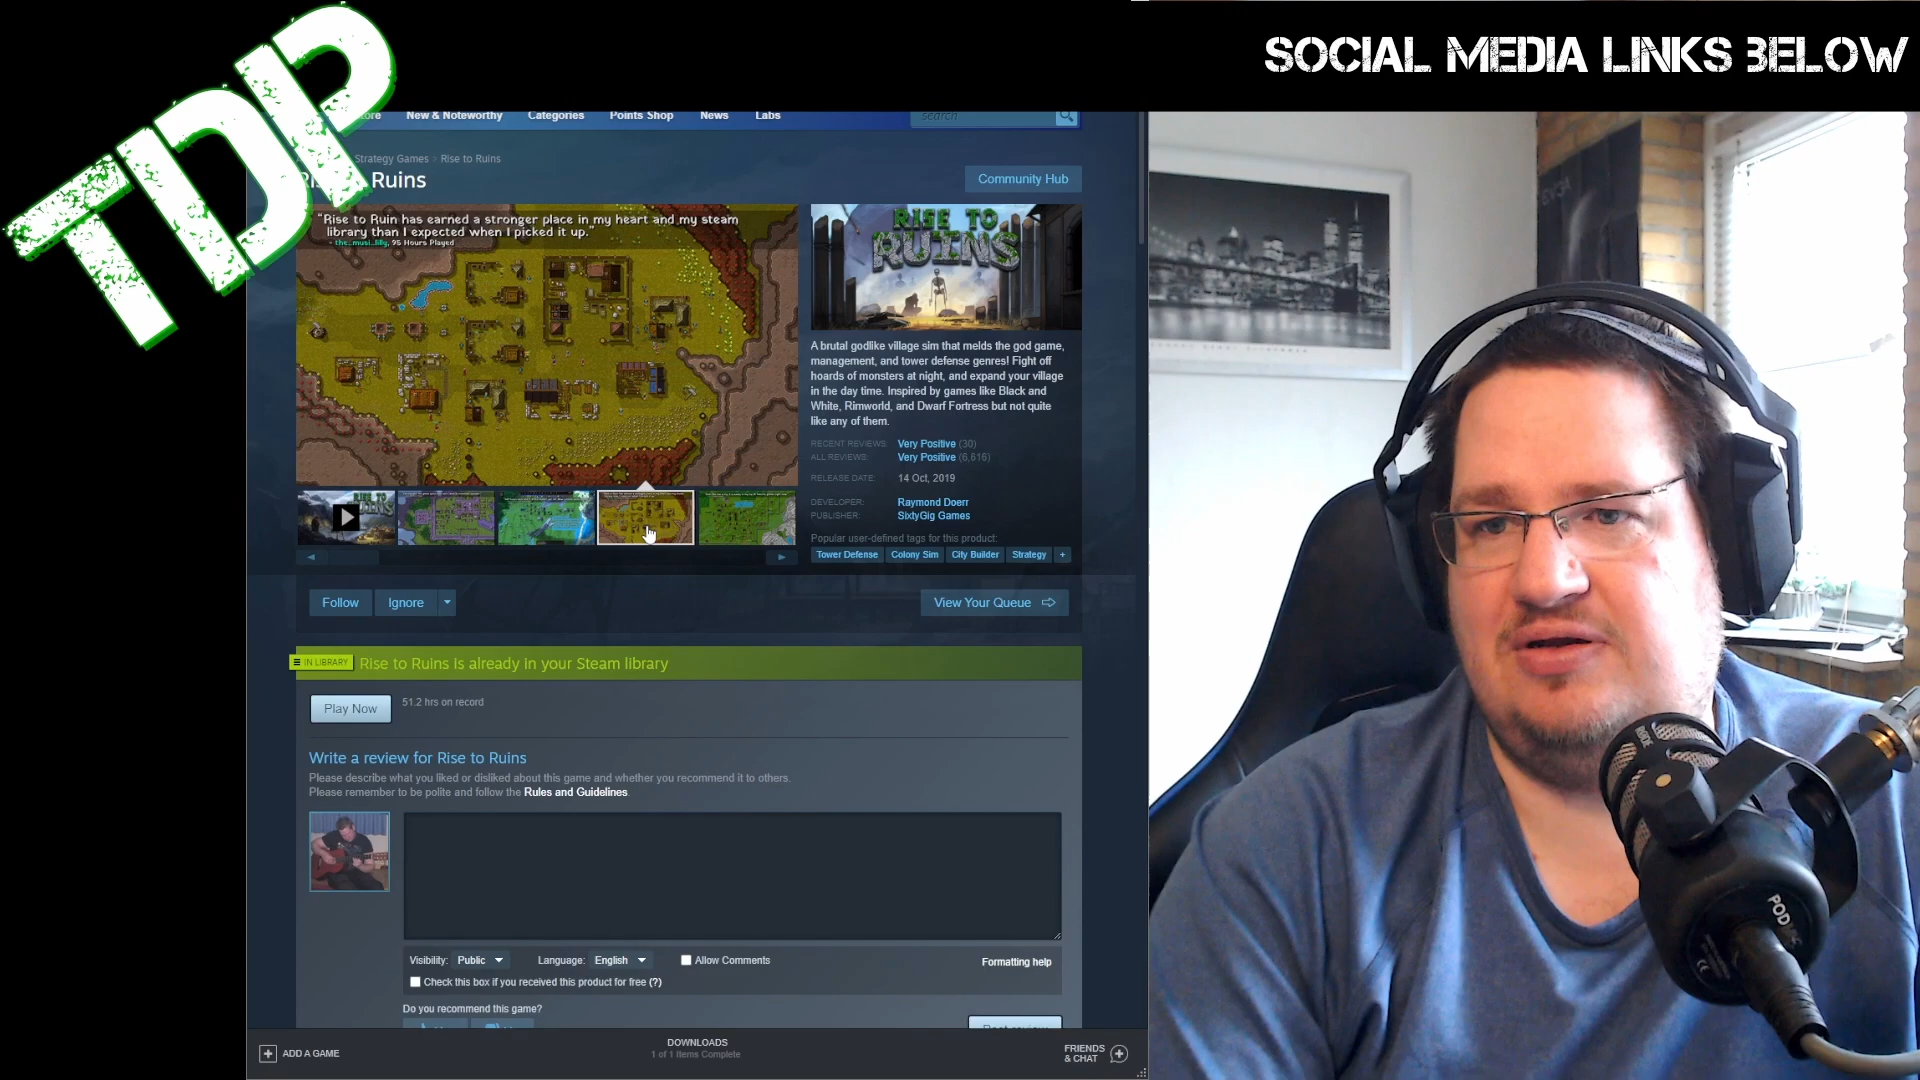 TDP
SOCIAL MEDIA LINKS BELOW
New & Noteworthy
Categories
Points Shop
News
Labs
search
Strategy Games > Rise to Ruins
Ruins
Community Hub
"Rise to Ruin has earned a stronger place in my heart and my steam
library than I expected when I picked it up."
- the_musi_lilly, 95 Hours Played
RISE TO
RUINS
A brutal godlike village sim that melds the god game,
management, and tower defense genres! Fight off
hoards of monsters at night, and expand your village
in the day time. Inspired by games like Black and
White, Rimworld, and Dwarf Fortress but not quite
like any of them.
RECENT REVIEWS: Very Positive (30)
ALL REVIEWS: Very Positive (6,616)
RELEASE DATE: 14 Oct, 2019
DEVELOPER: Raymond Doerr
PUBLISHER: SixtyGig Games
Popular user-defined tags for this product:
Tower Defense
Colony Sim
City Builder
Strategy
+
Follow
Ignore
View Your Queue
IN LIBRARY
Rise to Ruins is already in your Steam library
Play Now
51.2 hrs on record
Write a review for Rise to Ruins
Please describe what you liked or disliked about this game and whether you recommend it to others.
Please remember to be polite and follow the Rules and Guidelines.
Visibility: Public
Language: English
Allow Comments
Formatting help
Check this box if you received this product for free (?)
Do you recommend this game?
ADD A GAME
DOWNLOADS
1 of 1 Items Complete
FRIENDS
& CHAT
RODE
POD